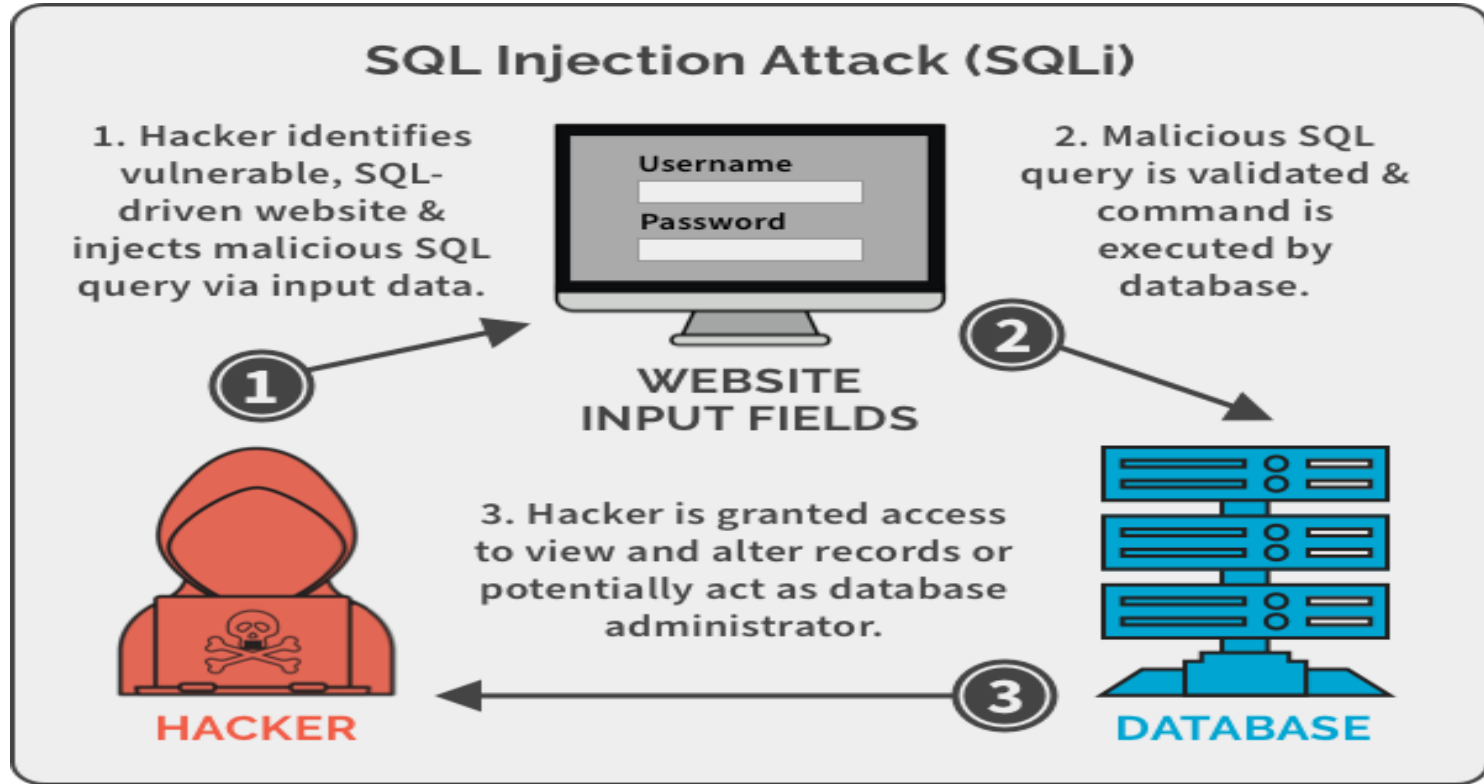 SQL Injection Attack (SQLi)
1. Hacker identifies
vulnerable, SQL-
driven website &
injects malicious SQL
query via input data.
Username
Password
2. Malicious SQL
query is validated &
command is
executed by
database.
1
2
WEBSITE
INPUT FIELDS
3. Hacker is granted access
to view and alter records or
potentially act as database
administrator.
3
HACKER
DATABASE